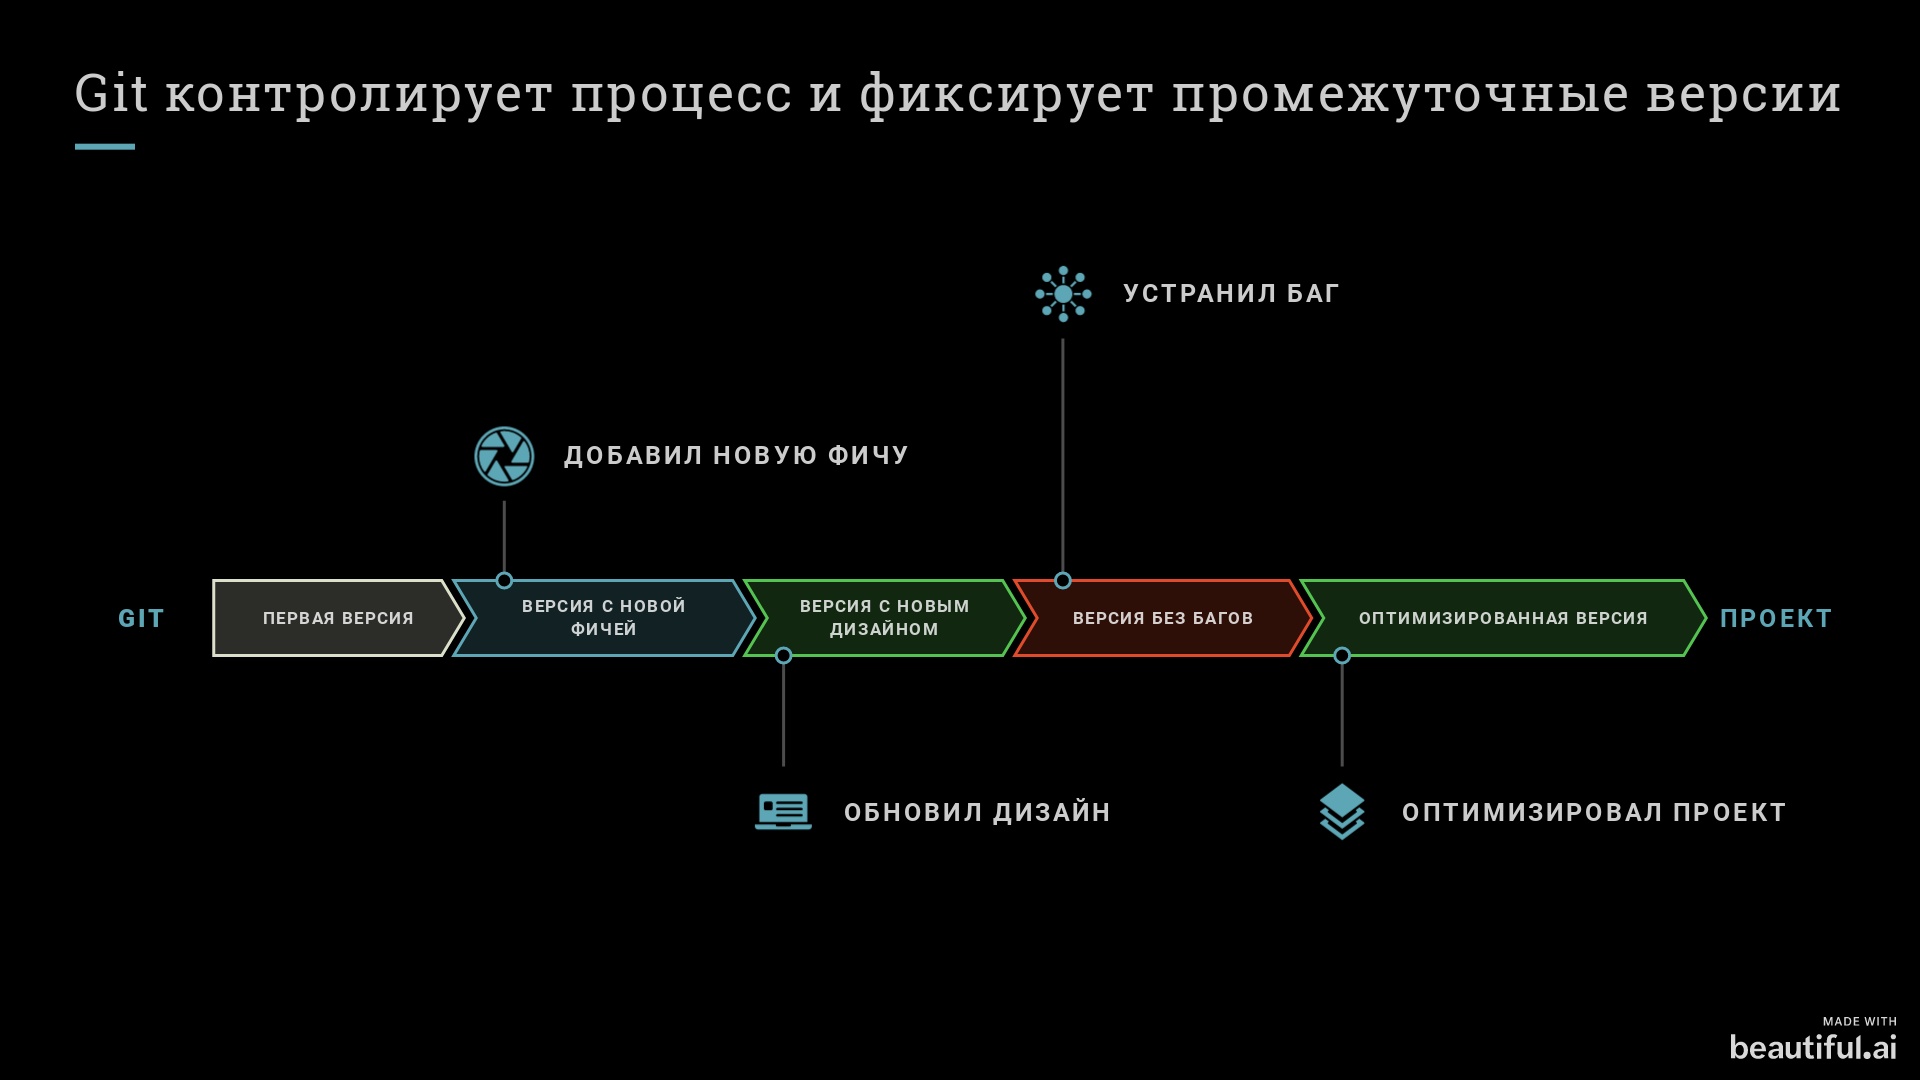 Git контролирует процесс и фиксирует промежуточные версии
УСТРАНИЛ БАГ
ДОБАВИЛ НОВУЮ ФИЧУ
GIT
ПЕРВАЯ ВЕРСИЯ
ВЕРСИЯ С НОВОЙ
ФИЧЕЙ
ВЕРСИЯ С НОВЫМ
ДИЗАЙНОМ
ВЕРСИЯ БЕЗ БАГОВ
ОПТИМИЗИРОВАННАЯ ВЕРСИЯ
ПРОЕКТ
ОБНОВИЛ ДИЗАЙН
ОПТИМИЗИРОВАЛ ПРОЕКТ
MADE WITH
beautiful.ai